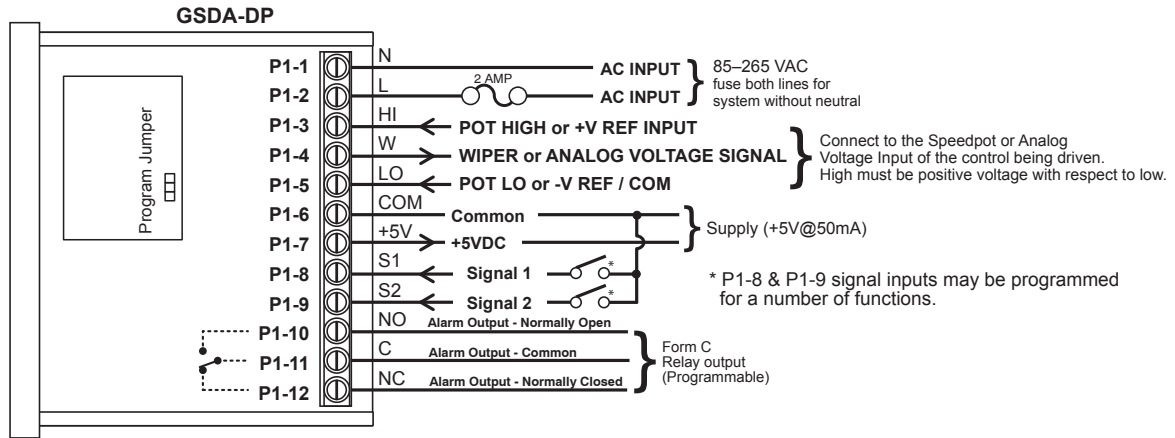 GSDA-DP
Program Jumper
P1-1 N AC INPUT
P1-2 L 2 AMP AC INPUT
85–265 VAC
fuse both lines for
system without neutral
P1-3 HI POT HIGH or +V REF INPUT
P1-4 W WIPER or ANALOG VOLTAGE SIGNAL
P1-5 LO POT LO or -V REF / COM
Connect to the Speedpot or Analog
Voltage Input of the control being driven.
High must be positive voltage with respect to low.
P1-6 COM Common
P1-7 +5V +5VDC
Supply (+5V@50mA)
P1-8 S1 Signal 1 *
P1-9 S2 Signal 2 *
* P1-8 & P1-9 signal inputs may be programmed
for a number of functions.
P1-10 NO Alarm Output - Normally Open
P1-11 C Alarm Output - Common
P1-12 NC Alarm Output - Normally Closed
Form C
Relay output
(Programmable)